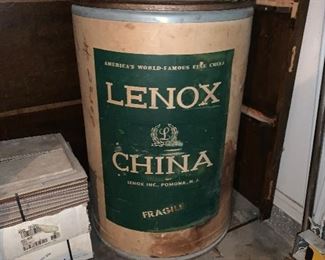 AMERICA'S WORLD-FAMOUS FINE CHINA
LENOX
L
CHINA
LENOX INC., POMONA, N. J.
FRAGILE